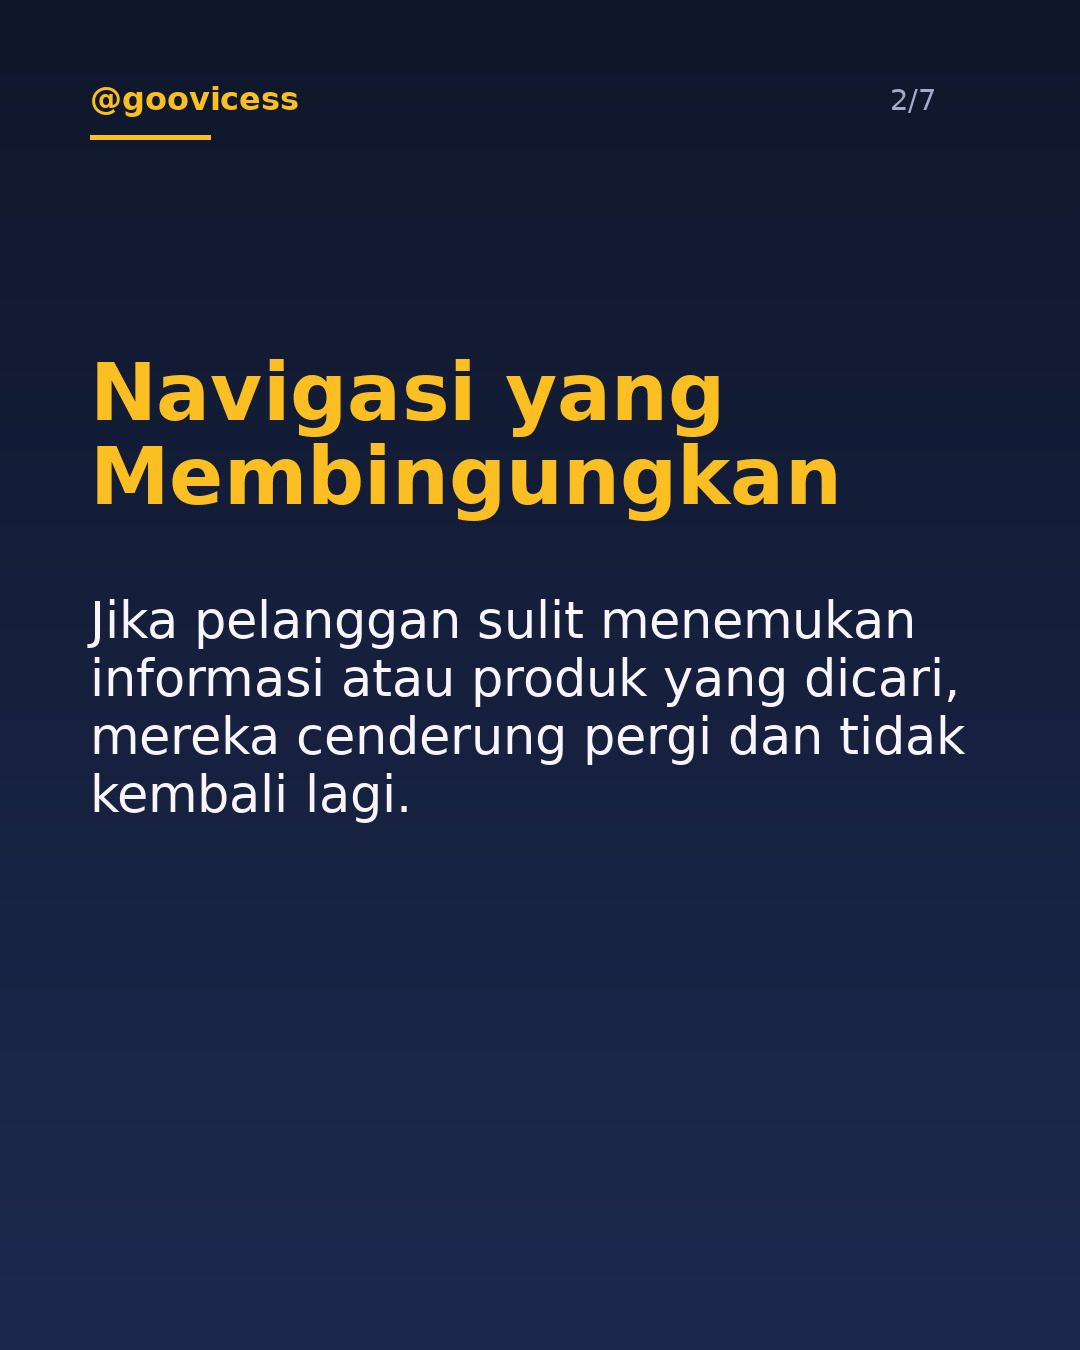 @goovicess
2/7
Navigasi yang
Membingungkan
Jika pelanggan sulit menemukan
informasi atau produk yang dicari,
mereka cenderung pergi dan tidak
kembali lagi.